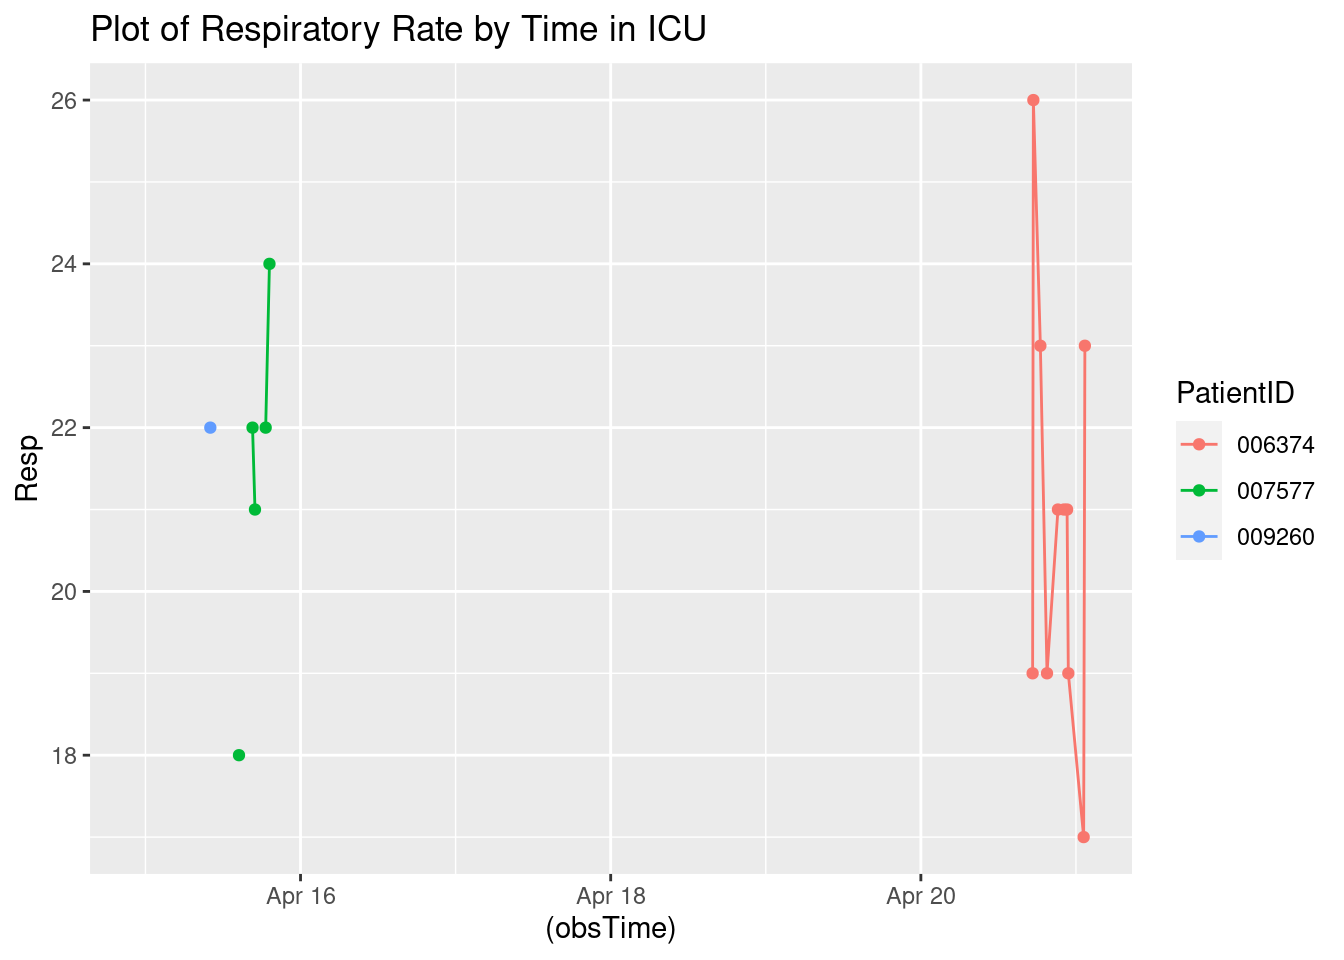 Plot of Respiratory Rate by Time in ICU
26
24
22
20
18
Resp
Apr 16
Apr 18
Apr 20
(obsTime)
PatientID
006374
007577
009260